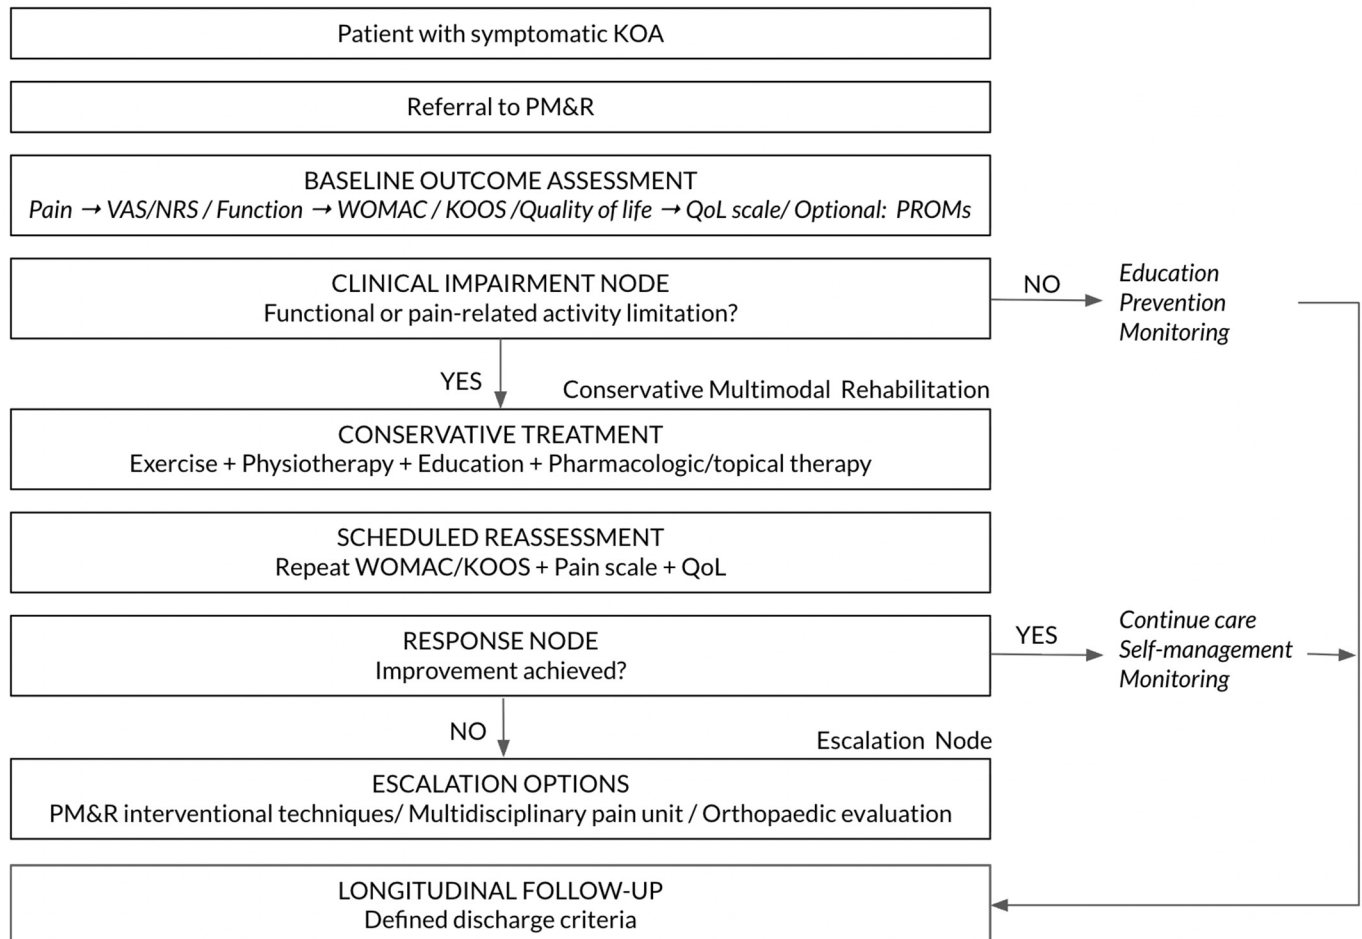 Patient with symptomatic KOA
Referral to PM&R
BASELINE OUTCOME ASSESSMENT
Pain → VAS/NRS / Function → WOMAC / KOOS /Quality of life → QoL scale/ Optional: PROMs
CLINICAL IMPAIRMENT NODE
Functional or pain-related activity limitation?
NO
Education
Prevention
Monitoring
YES
Conservative Multimodal Rehabilitation
CONSERVATIVE TREATMENT
Exercise + Physiotherapy + Education + Pharmacologic/topical therapy
SCHEDULED REASSESSMENT
Repeat WOMAC/KOOS + Pain scale + QoL
RESPONSE NODE
Improvement achieved?
YES
Continue care
Self-management
Monitoring
NO
Escalation Node
ESCALATION OPTIONS
PM&R interventional techniques/ Multidisciplinary pain unit / Orthopaedic evaluation
LONGITUDINAL FOLLOW-UP
Defined discharge criteria